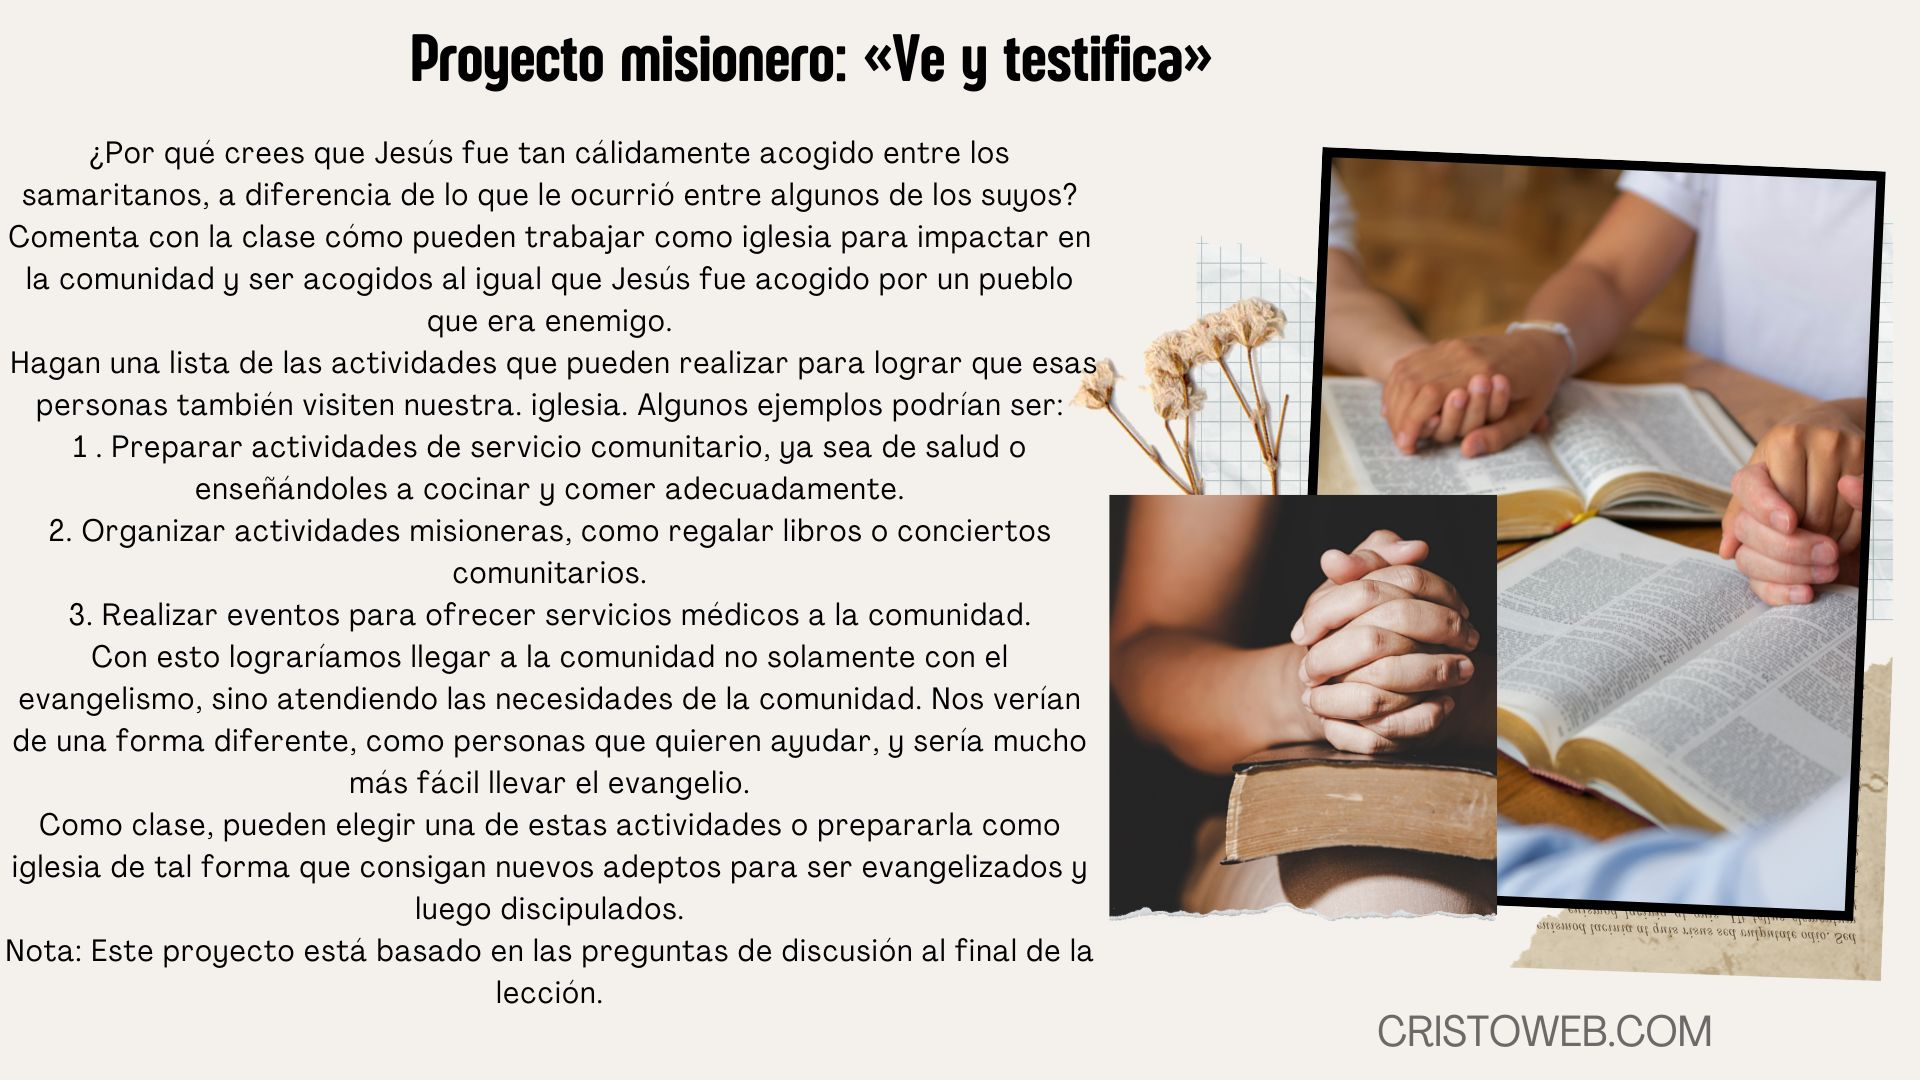 Proyecto misionero: «Ve y testifica»
¿Por qué crees que Jesús fue tan cálidamente acogido entre los
samaritanos, a diferencia de lo que le ocurrió entre algunos de los suyos?
Comenta con la clase cómo pueden trabajar como iglesia para impactar en
la comunidad y ser acogidos al igual que Jesús fue acogido por un pueblo
que era enemigo.
Hagan una lista de las actividades que pueden realizar para lograr que esas
personas también visiten nuestra. iglesia. Algunos ejemplos podrían ser:
1 . Preparar actividades de servicio comunitario, ya sea de salud o
enseñándoles a cocinar y comer adecuadamente.
2. Organizar actividades misioneras, como regalar libros o conciertos
comunitarios.
3. Realizar eventos para ofrecer servicios médicos a la comunidad.
Con esto lograríamos llegar a la comunidad no solamente con el
evangelismo, sino atendiendo las necesidades de la comunidad. Nos verían
de una forma diferente, como personas que quieren ayudar, y sería mucho
más fácil llevar el evangelio.
Como clase, pueden elegir una de estas actividades o prepararla como
iglesia de tal forma que consigan nuevos adeptos para ser evangelizados y
luego discipulados.
Nota: Este proyecto está basado en las preguntas de discusión al final de la
lección.
euismod lacinia at quis risus sed vulputate odio. Sed
CRISTOWEB.COM